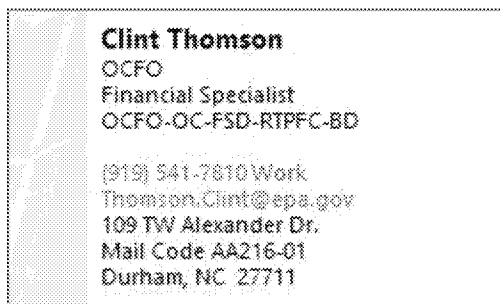 Clint Thomson
OCFO
Financial Specialist
OCFO-OC-FSD-RTPFC-BD
(919) 541-7810 Work
Thomson.Clint@epa.gov
109 TW Alexander Dr.
Mail Code AA216-01
Durham, NC 27711